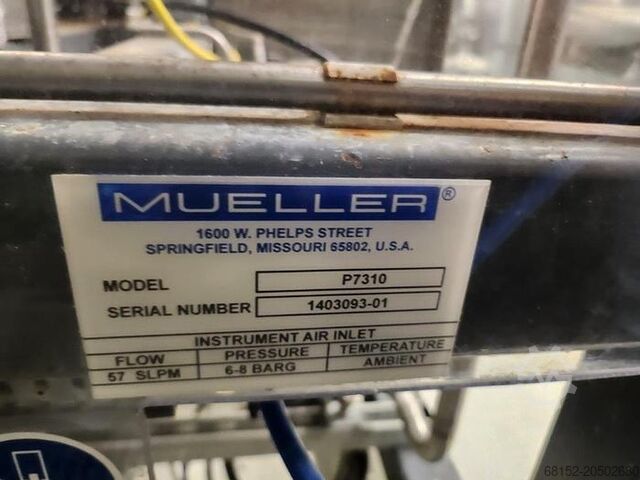 MUELLER®
1600 W. PHELPS STREET
SPRINGFIELD, MISSOURI 65802, U.S.A.
MODEL P7310
SERIAL NUMBER 1403093-01
INSTRUMENT AIR INLET
FLOW PRESSURE TEMPERATURE
57 SLPM 6-8 BARG AMBIENT
68152-20502680